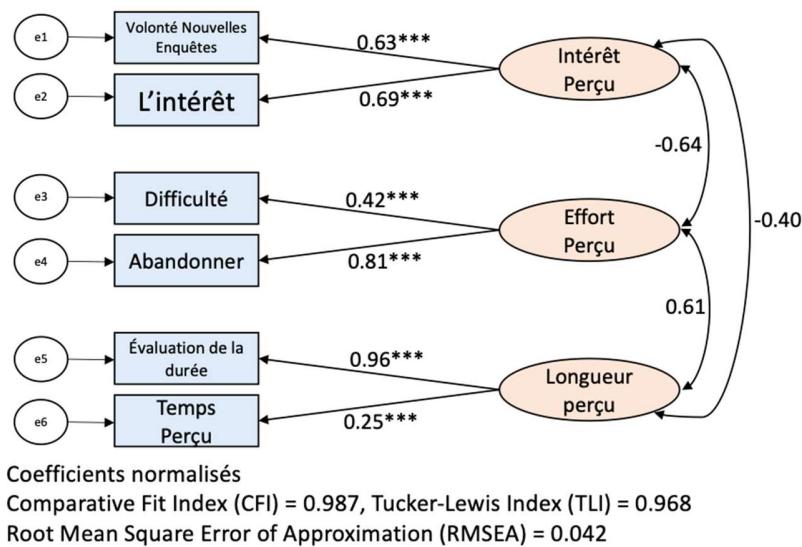 e1
Volonté Nouvelles
Enquêtes
0.63***
Intérêt
Perçu
e2
L'intérêt
0.69***
-0.64
e3
Difficulté
0.42***
Effort
Perçu
-0.40
e4
Abandonner
0.81***
0.61
e5
Évaluation de la
durée
0.96***
Longueur
perçu
e6
Temps
Perçu
0.25***
Coefficients normalisés
Comparative Fit Index (CFI) = 0.987, Tucker-Lewis Index (TLI) = 0.968
Root Mean Square Error of Approximation (RMSEA) = 0.042